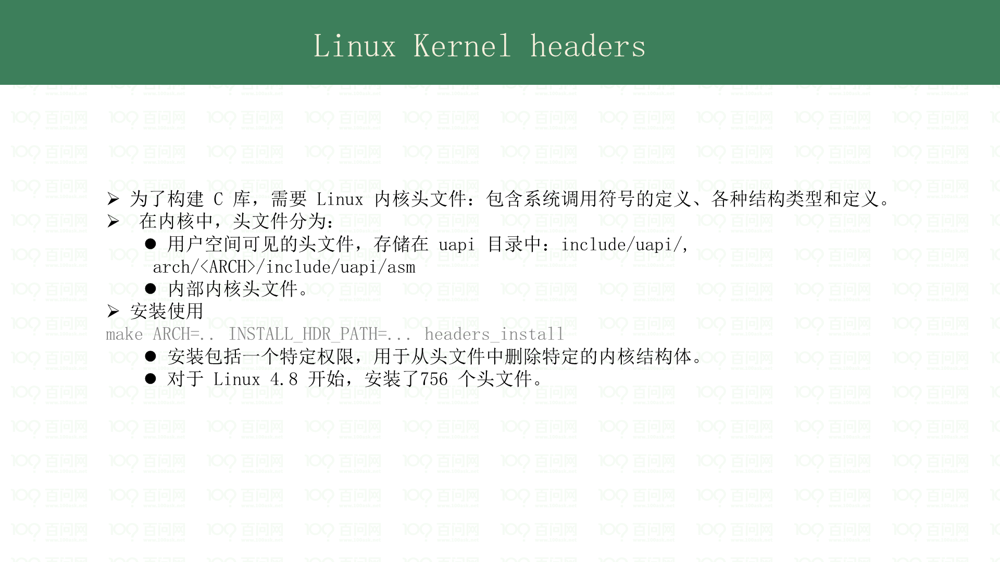 Linux Kernel headers
为了构建 C 库，需要 Linux 内核头文件：包含系统调用符号的定义、各种结构类型和定义。
在内核中，头文件分为：
用户空间可见的头文件，存储在 uapi 目录中：include/uapi/,
arch/<ARCH>/include/uapi/asm
内部内核头文件。
安装使用
make ARCH=.. INSTALL_HDR_PATH=... headers_install
安装包括一个特定权限，用于从头文件中删除特定的内核结构体。
对于 Linux 4.8 开始，安装了756 个头文件。
百问网
www.100ask.net